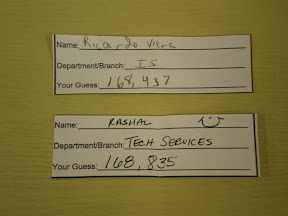 Name: Ricardo Viera
Department/Branch: IS
Your Guess: 168,437
Name: RASHAL
Department/Branch: TECH SERVICES
Your Guess: 168,835